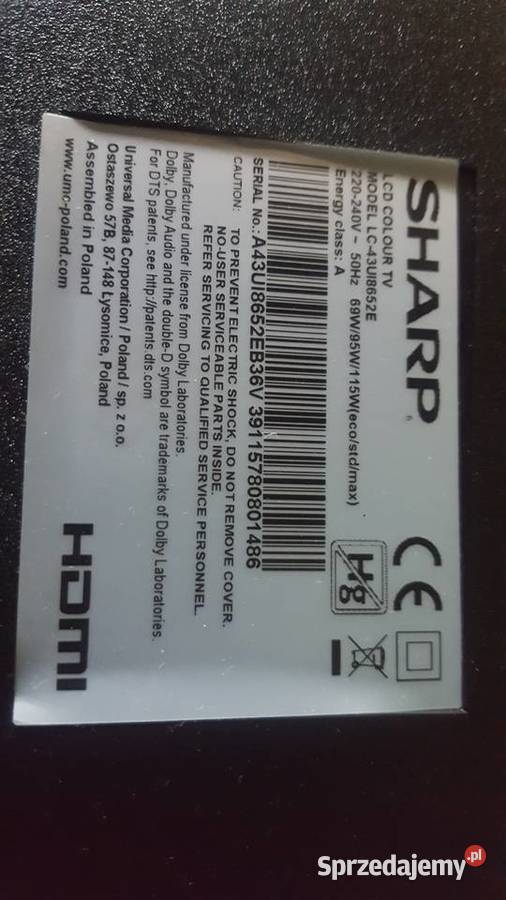 SHARP®
LCD COLOUR TV
MODEL LC-43UI8652E
220-240V ~ 50Hz 69W/95W/115W(eco/std/max)
Energy class: A
Hg
SERIAL No.: A43U8652EB36V 39115780801486
CAUTION: TO PREVENT ELECTRIC SHOCK, DO NOT REMOVE COVER.
NO-USER SERVICEABLE PARTS INSIDE.
REFER SERVICING TO QUALIFIED SERVICE PERSONNEL.
Manufactured under license from Dolby Laboratories.
Dolby, Dolby Audio and the double-D symbol are trademarks of Dolby Laboratories.
For DTS patents, see http://patents.dts.com
Universal Media Corporation / Poland / sp. z o.o.
Ostaszewo 57B, 87-148 Łysomice, Poland
Assembled in Poland
www.umc-poland.com
CE
HDMI
Sprzedajemy.pl